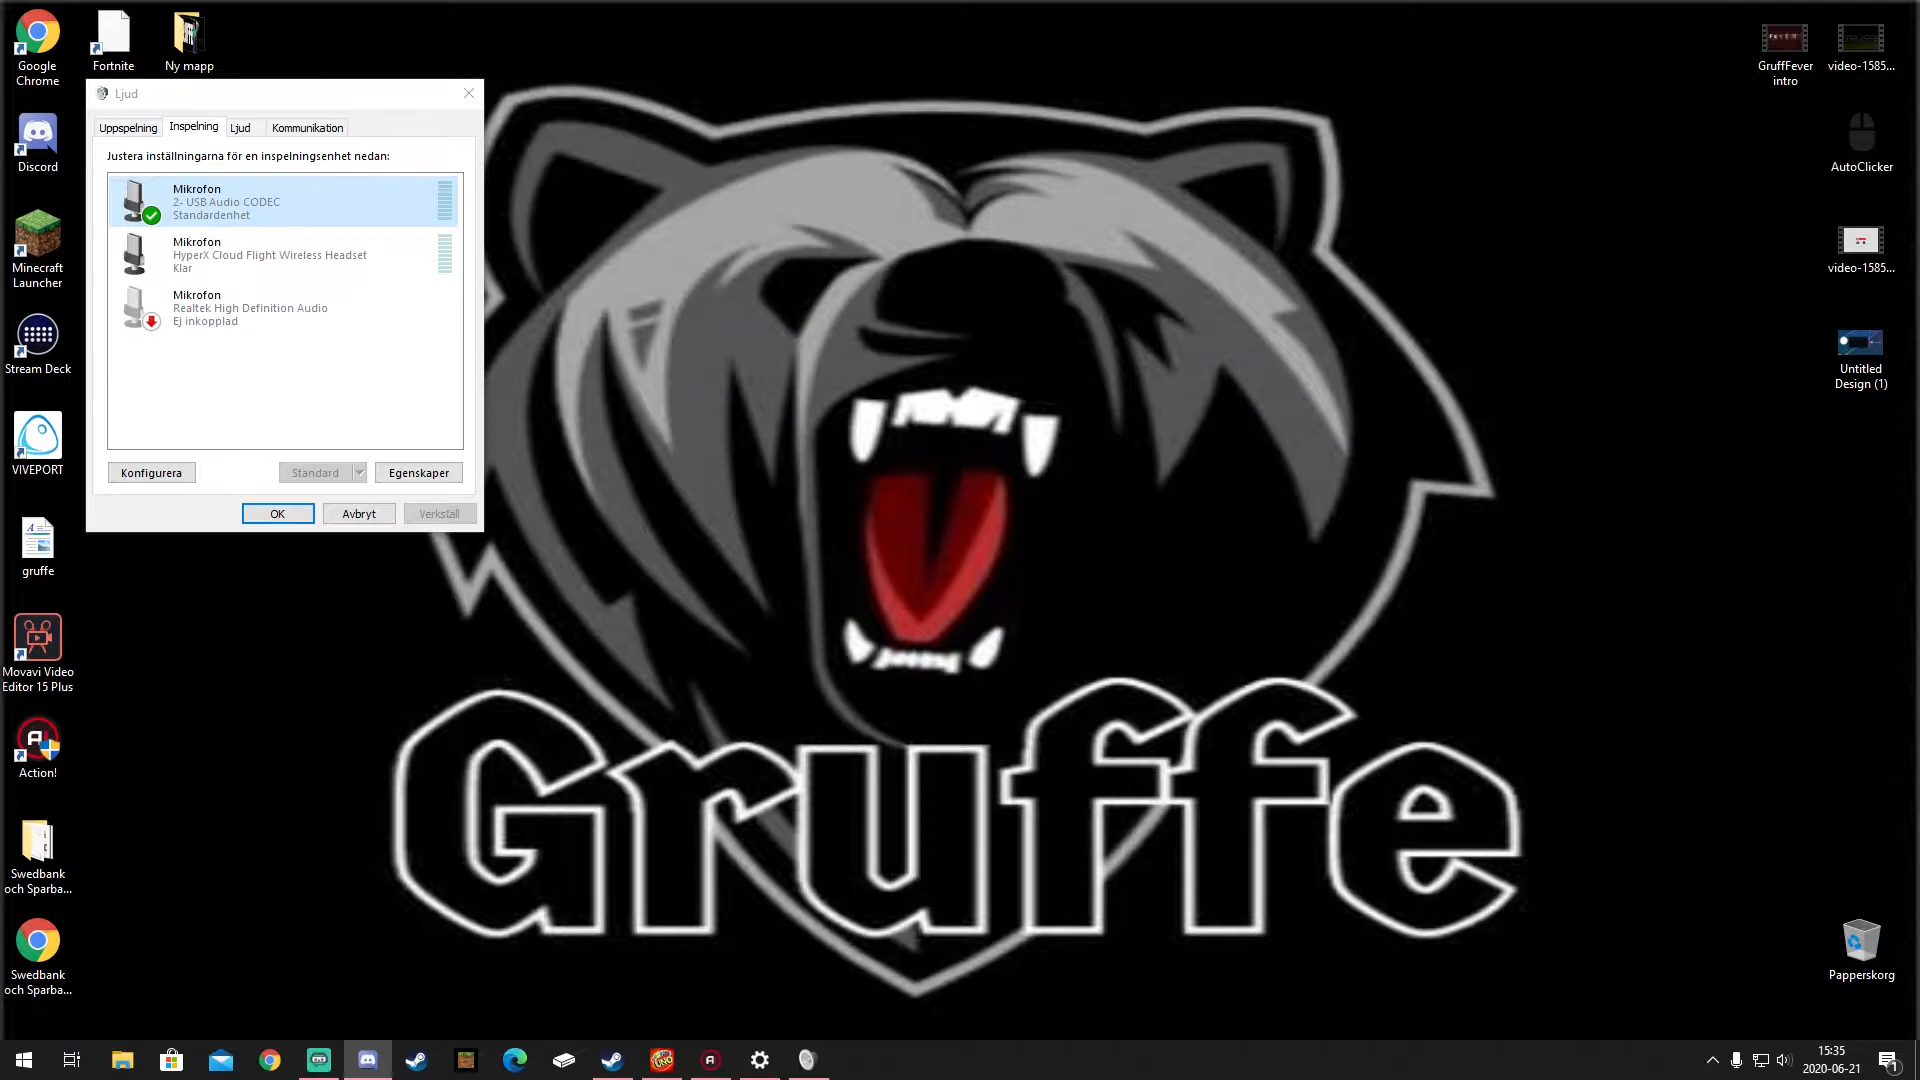 Google
Chrome
Fortnite
Ny mapp
Discord
Minecraft
Launcher
Stream Deck
VIVEPORT
gruffe
Movavi Video
Editor 15 Plus
Action!
Swedbank
och Sparba...
Swedbank
och Sparba...
Ljud
Uppspelning
Inspelning
Ljud
Kommunikation
Justera inställningarna för en inspelningsenhet nedan:
Mikrofon
2- USB Audio CODEC
Standardenhet
Mikrofon
HyperX Cloud Flight Wireless Headset
Klar
Mikrofon
Realtek High Definition Audio
Ej inkopplad
Konfigurera
Standard
Egenskaper
OK
Avbryt
Verkställ
Gruffe
GruffFever
intro
video-1585...
AutoClicker
video-1585...
Untitled
Design (1)
Papperskorg
15:35
2020-06-21
1